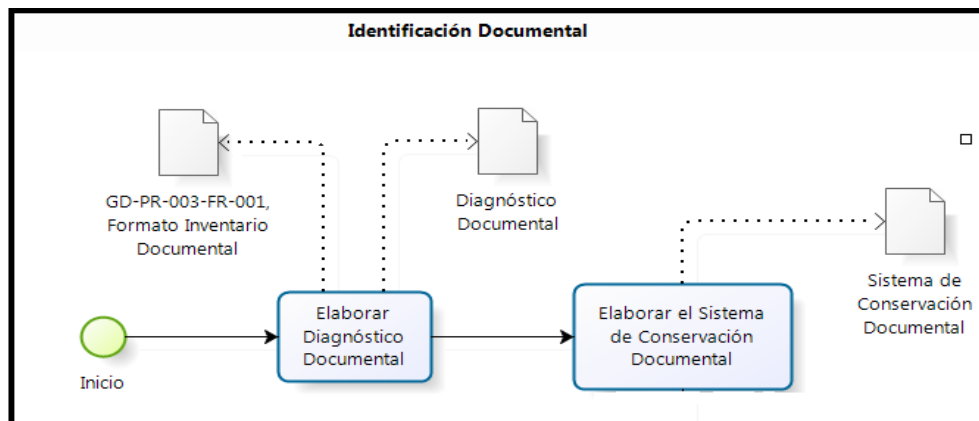 Identificación Documental
GD-PR-003-FR-001,
Formato Inventario
Documental
Diagnóstico
Documental
Sistema de
Conservación
Documental
Inicio
Elaborar
Diagnóstico
Documental
Elaborar el Sistema
de Conservación
Documental